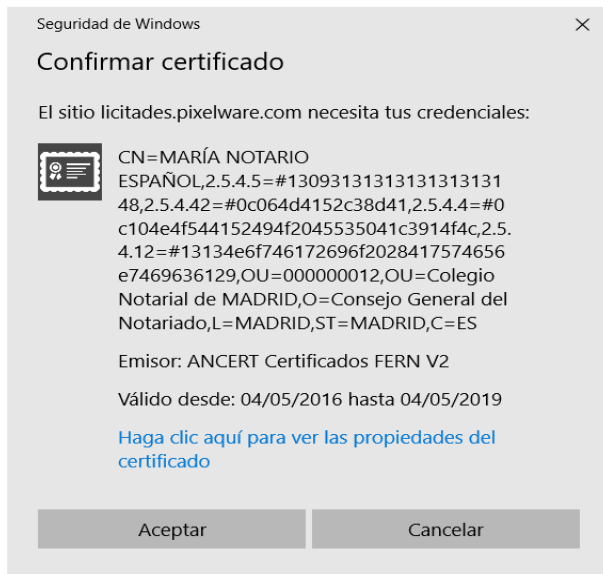 Seguridad de Windows
Confirmar certificado
El sitio licitades.pixelware.com necesita tus credenciales:
CN=MARÍA NOTARIO
ESPAÑOL,2.5.4.5=#13093131313131313131
48,2.5.4.42=#0c064d4152c38d41,2.5.4.4=#0
c104e4f544152494f2045535041c3914f4c,2.5.
4.12=#13134e6f746172696f2028417574656
e7469636129,OU=000000012,OU=Colegio
Notarial de MADRID,O=Consejo General del
Notariado,L=MADRID,ST=MADRID,C=ES
Emisor: ANCERT Certificados FERN V2
Válido desde: 04/05/2016 hasta 04/05/2019
Haga clic aquí para ver las propiedades del
certificado
Aceptar
Cancelar